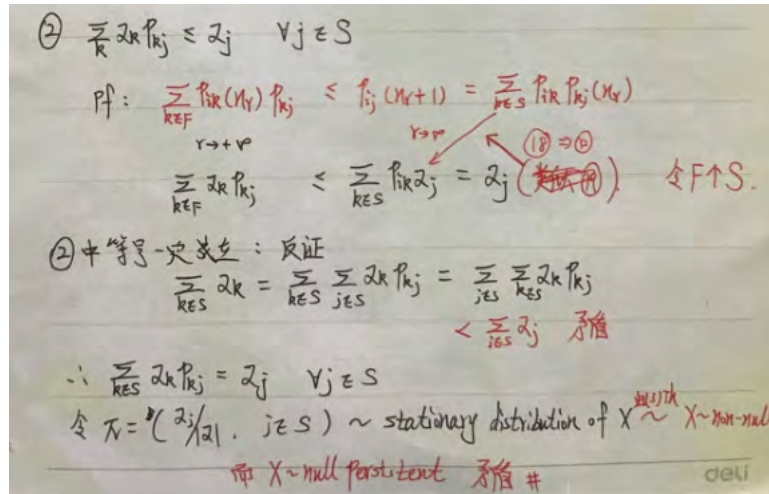 ② Σ_k α_k P_kj ≤ α_j ∀j∈S
Pf: Σ_{k∈F} P_ik(n_r) P_kj ≤ P_ij(n_r+1) = Σ_{k∈S} P_ik P_kj(n_r)
r→+∞ r→∞ (18)⇒
Σ_{k∈F} α_k P_kj ≤ Σ_{k∈S} P_ik α_j = α_j 令F↑S.
②中"等号一定成立: 反证
Σ_{k∈S} α_k = Σ_{k∈S} Σ_{j∈S} α_k P_kj = Σ_{j∈S} Σ_{k∈S} α_k P_kj
< Σ_{j∈S} α_j 矛盾
∴ Σ_{k∈S} α_k P_kj = α_j ∀j∈S
令 π = (α_j/α, j∈S) ~ stationary distribution of X ~ X~non-null
而 X~null persistent 矛盾 #
deli